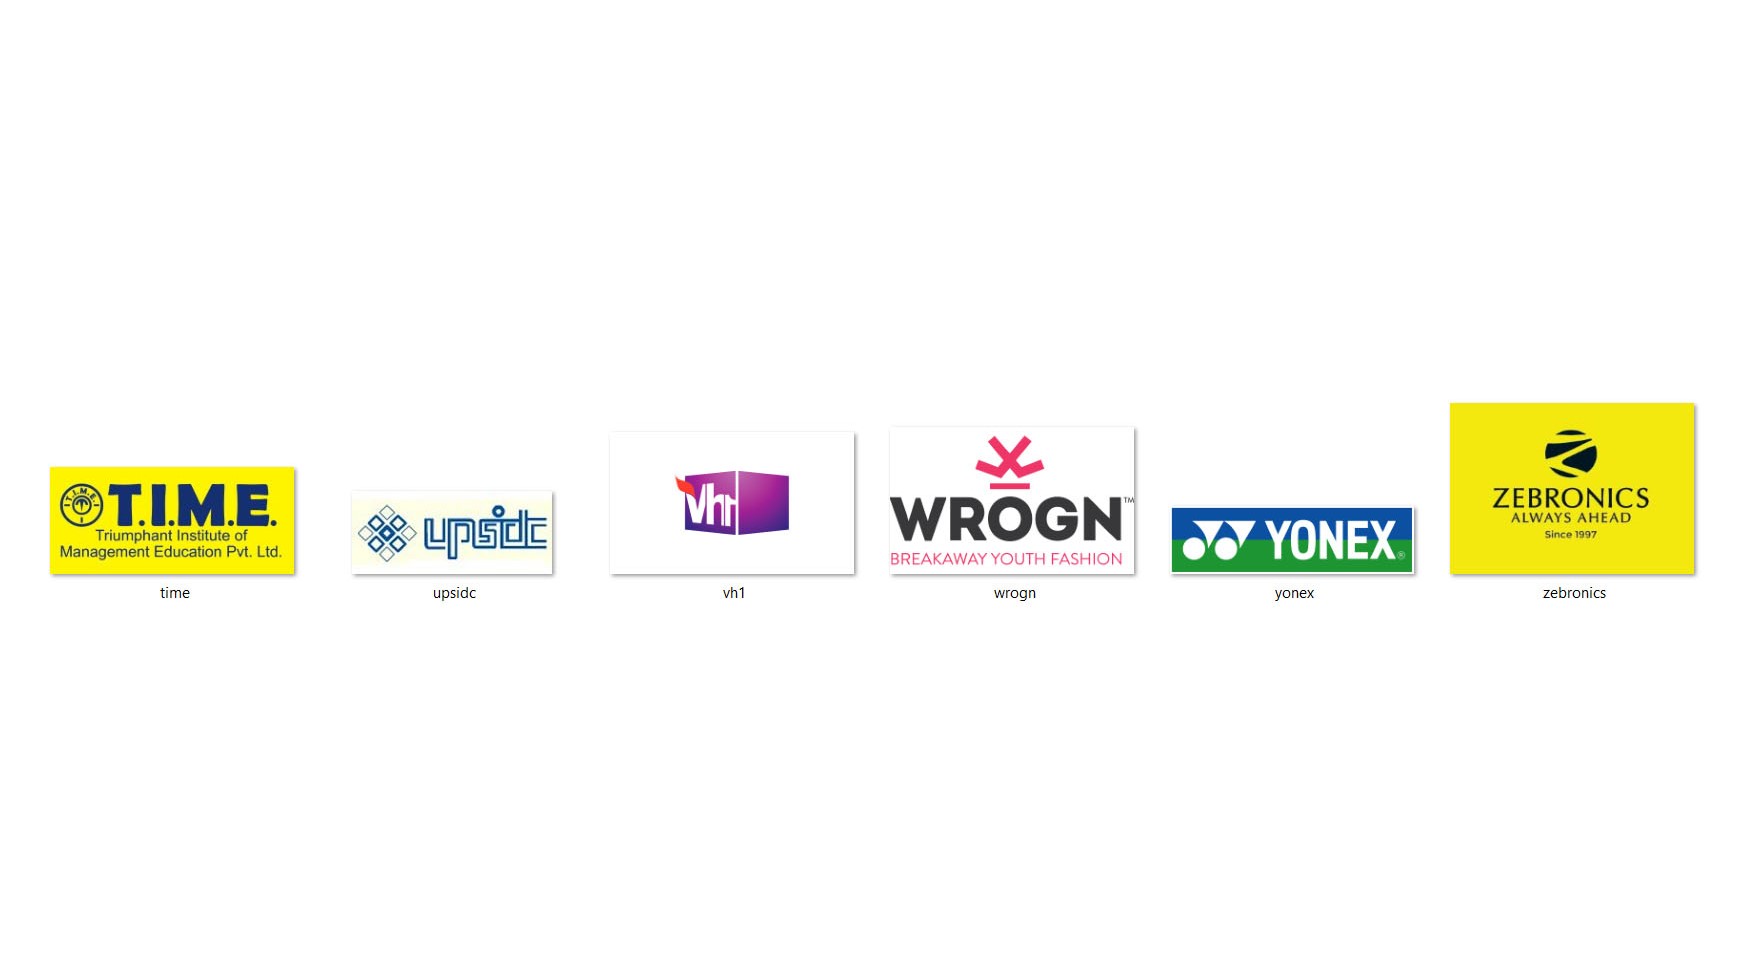 T.I.M.E.
T.I.M.E.
Triumphant Institute of
Management Education Pvt. Ltd.
time
upsidc
upsidc
vh1
vh1
WROGN™
BREAKAWAY YOUTH FASHION
wrogn
YONEX®
yonex
ZEBRONICS
ALWAYS AHEAD
Since 1997
zebronics